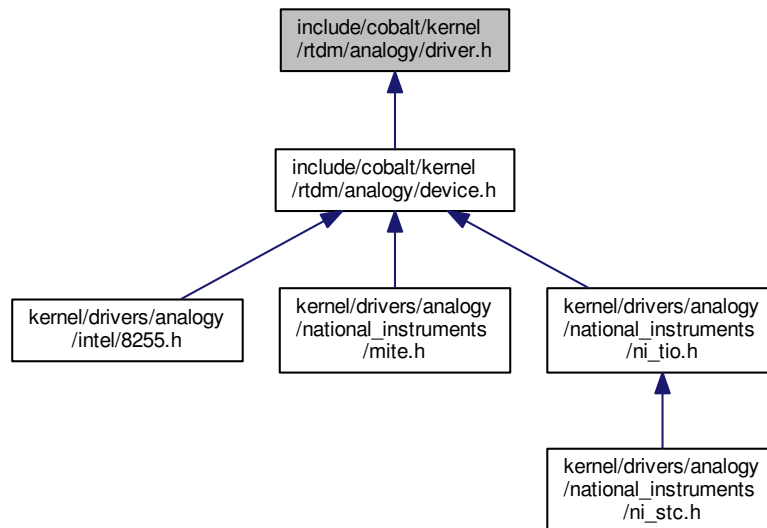 include/cobalt/kernel
/rtdm/analogy/driver.h
include/cobalt/kernel
/rtdm/analogy/device.h
kernel/drivers/analogy
/intel/8255.h
kernel/drivers/analogy
/national_instruments
/mite.h
kernel/drivers/analogy
/national_instruments
/ni_tio.h
kernel/drivers/analogy
/national_instruments
/ni_stc.h